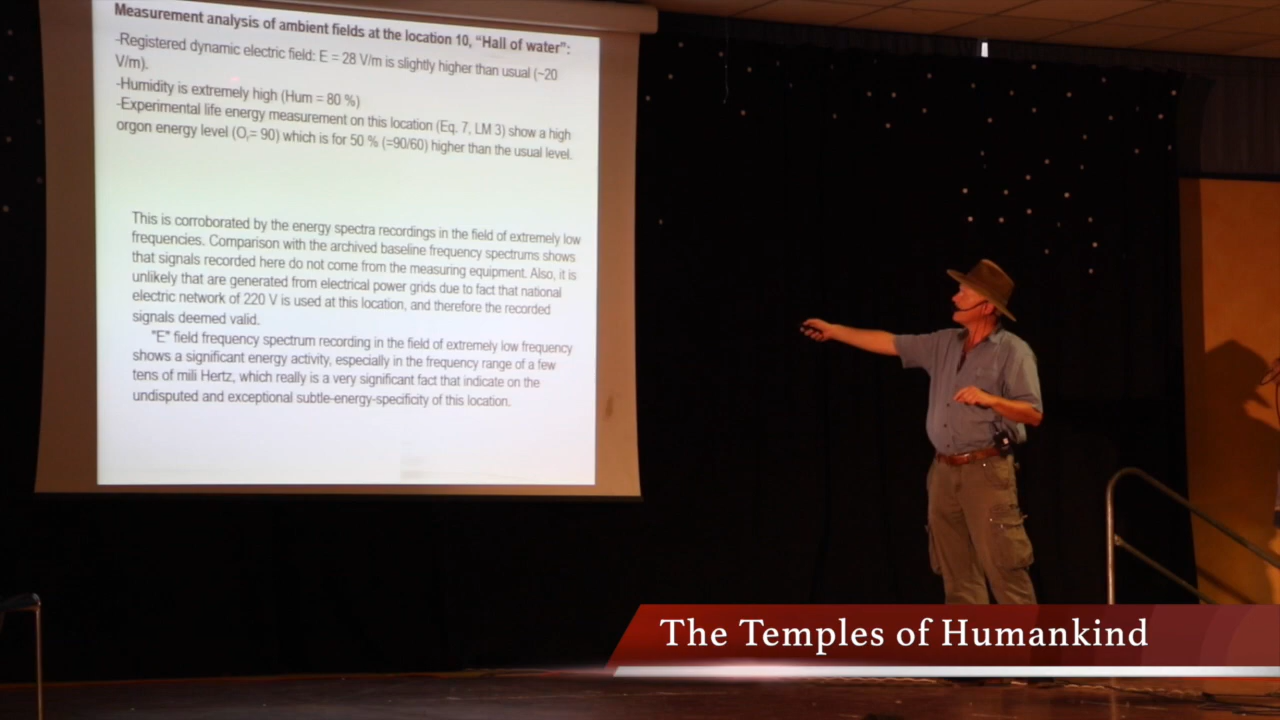 Measurement analysis of ambient fields at the location 10, “Hall of water”:
-Registered dynamic electric field: E = 28 V/m is slightly higher than usual (~20
V/m).
-Humidity is extremely high (Hum = 80 %)
-Experimental life energy measurement on this location (Eq. 7, LM 3) show a high
orgon energy level (Or= 90) which is for 50 % (=90/60) higher than the usual level.
This is corroborated by the energy spectra recordings in the field of extremely low
frequencies. Comparison with the archived baseline frequency spectrums shows
that signals recorded here do not come from the measuring equipment. Also, it is
unlikely that are generated from electrical power grids due to fact that national
electric network of 220 V is used at this location, and therefore the recorded
signals deemed valid.
"E" field frequency spectrum recording in the field of extremely low frequency
shows a significant energy activity, especially in the frequency range of a few
tens of mili Hertz, which really is a very significant fact that indicate on the
undisputed and exceptional subtle-energy-specificity of this location.
The Temples of Humankind